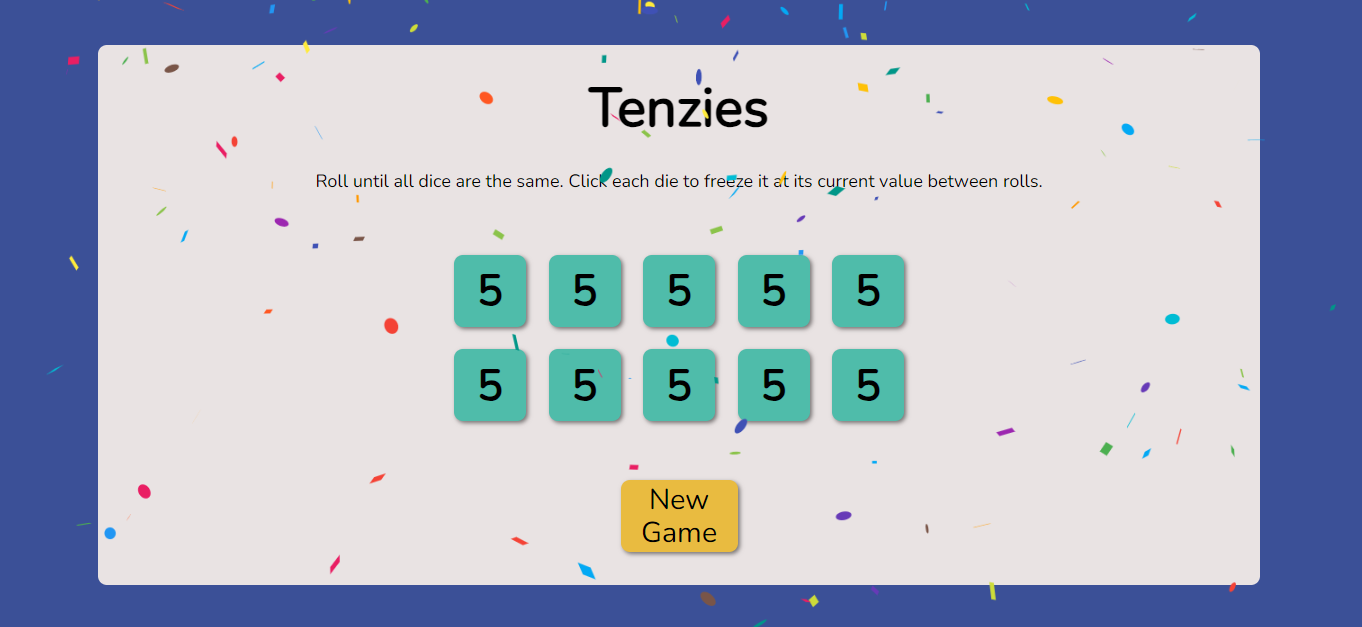 Tenzies
Roll until all dice are the same. Click each die to freeze it at its current value between rolls.
5 5 5 5 5
5 5 5 5 5
New
Game